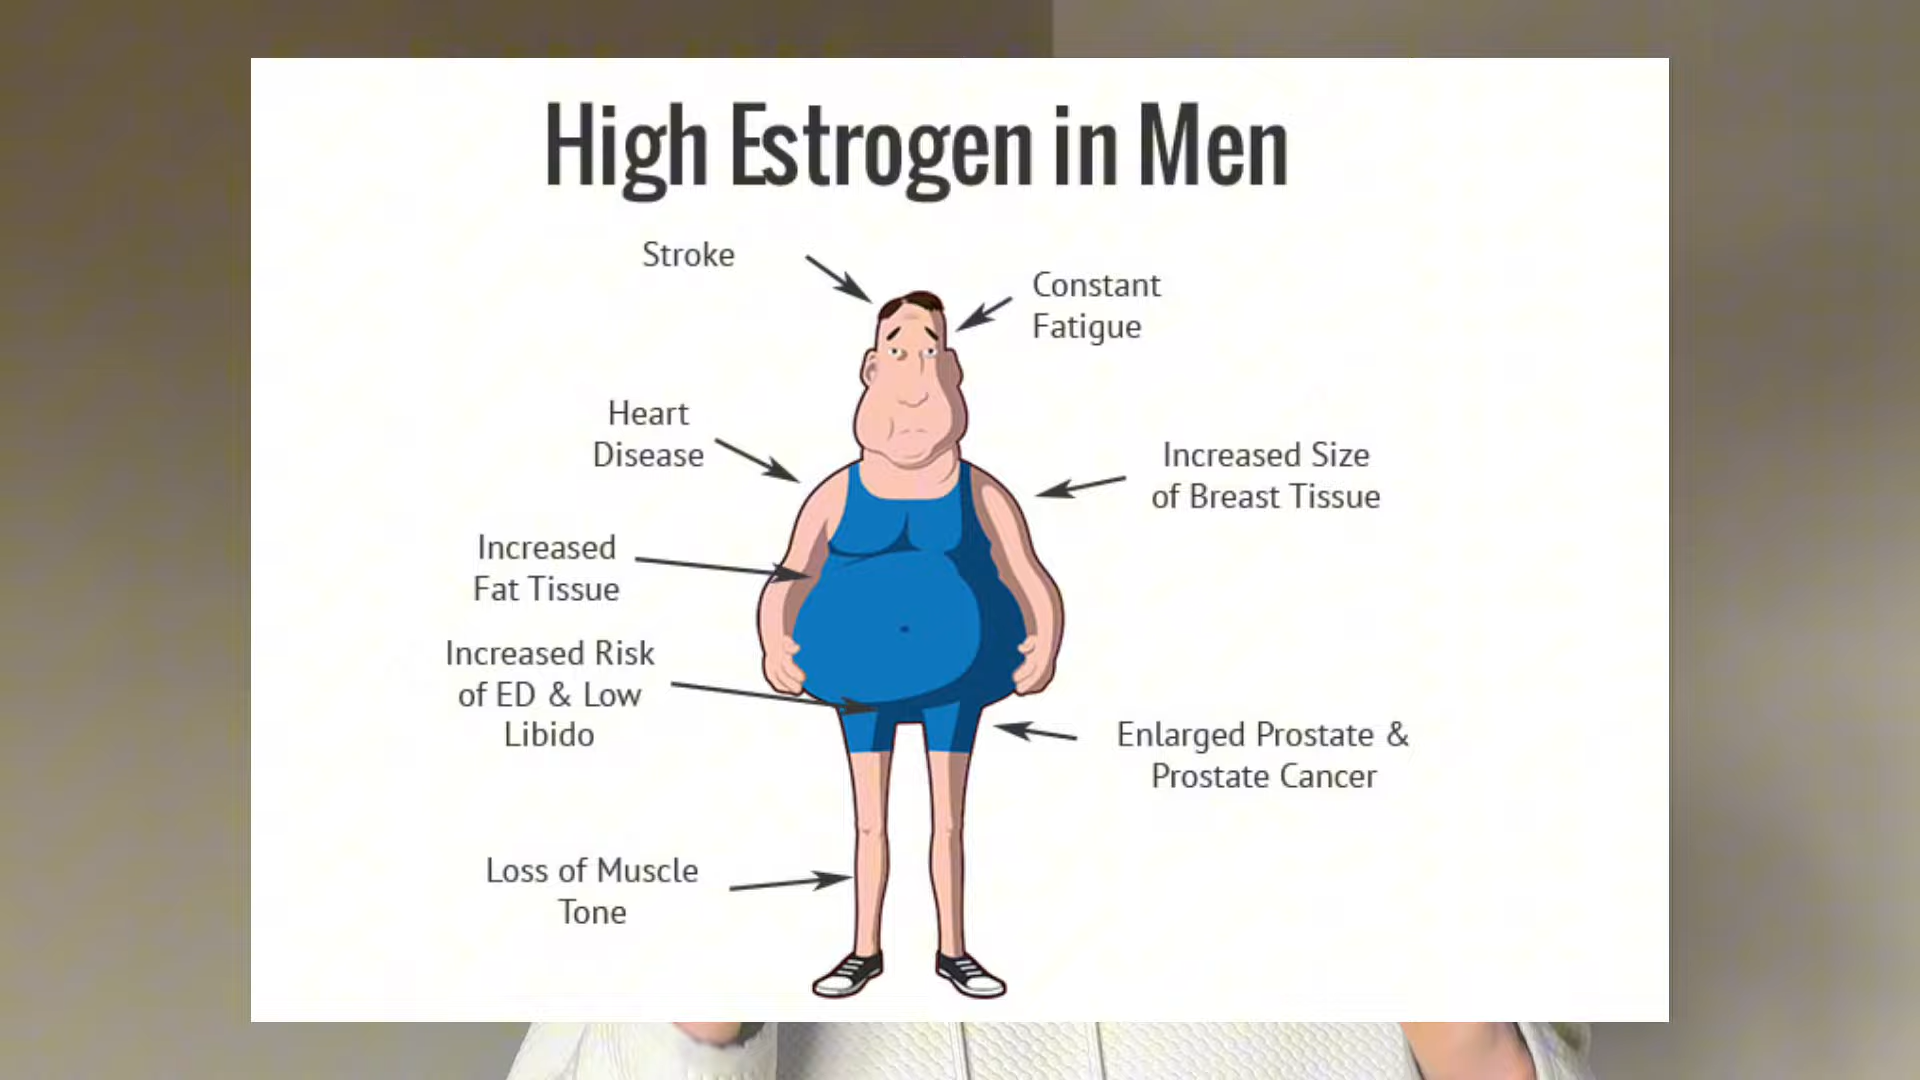 High Estrogen in Men
Stroke
Constant
Fatigue
Heart
Disease
Increased Size
of Breast Tissue
Increased
Fat Tissue
Increased Risk
of ED & Low
Libido
Enlarged Prostate &
Prostate Cancer
Loss of Muscle
Tone